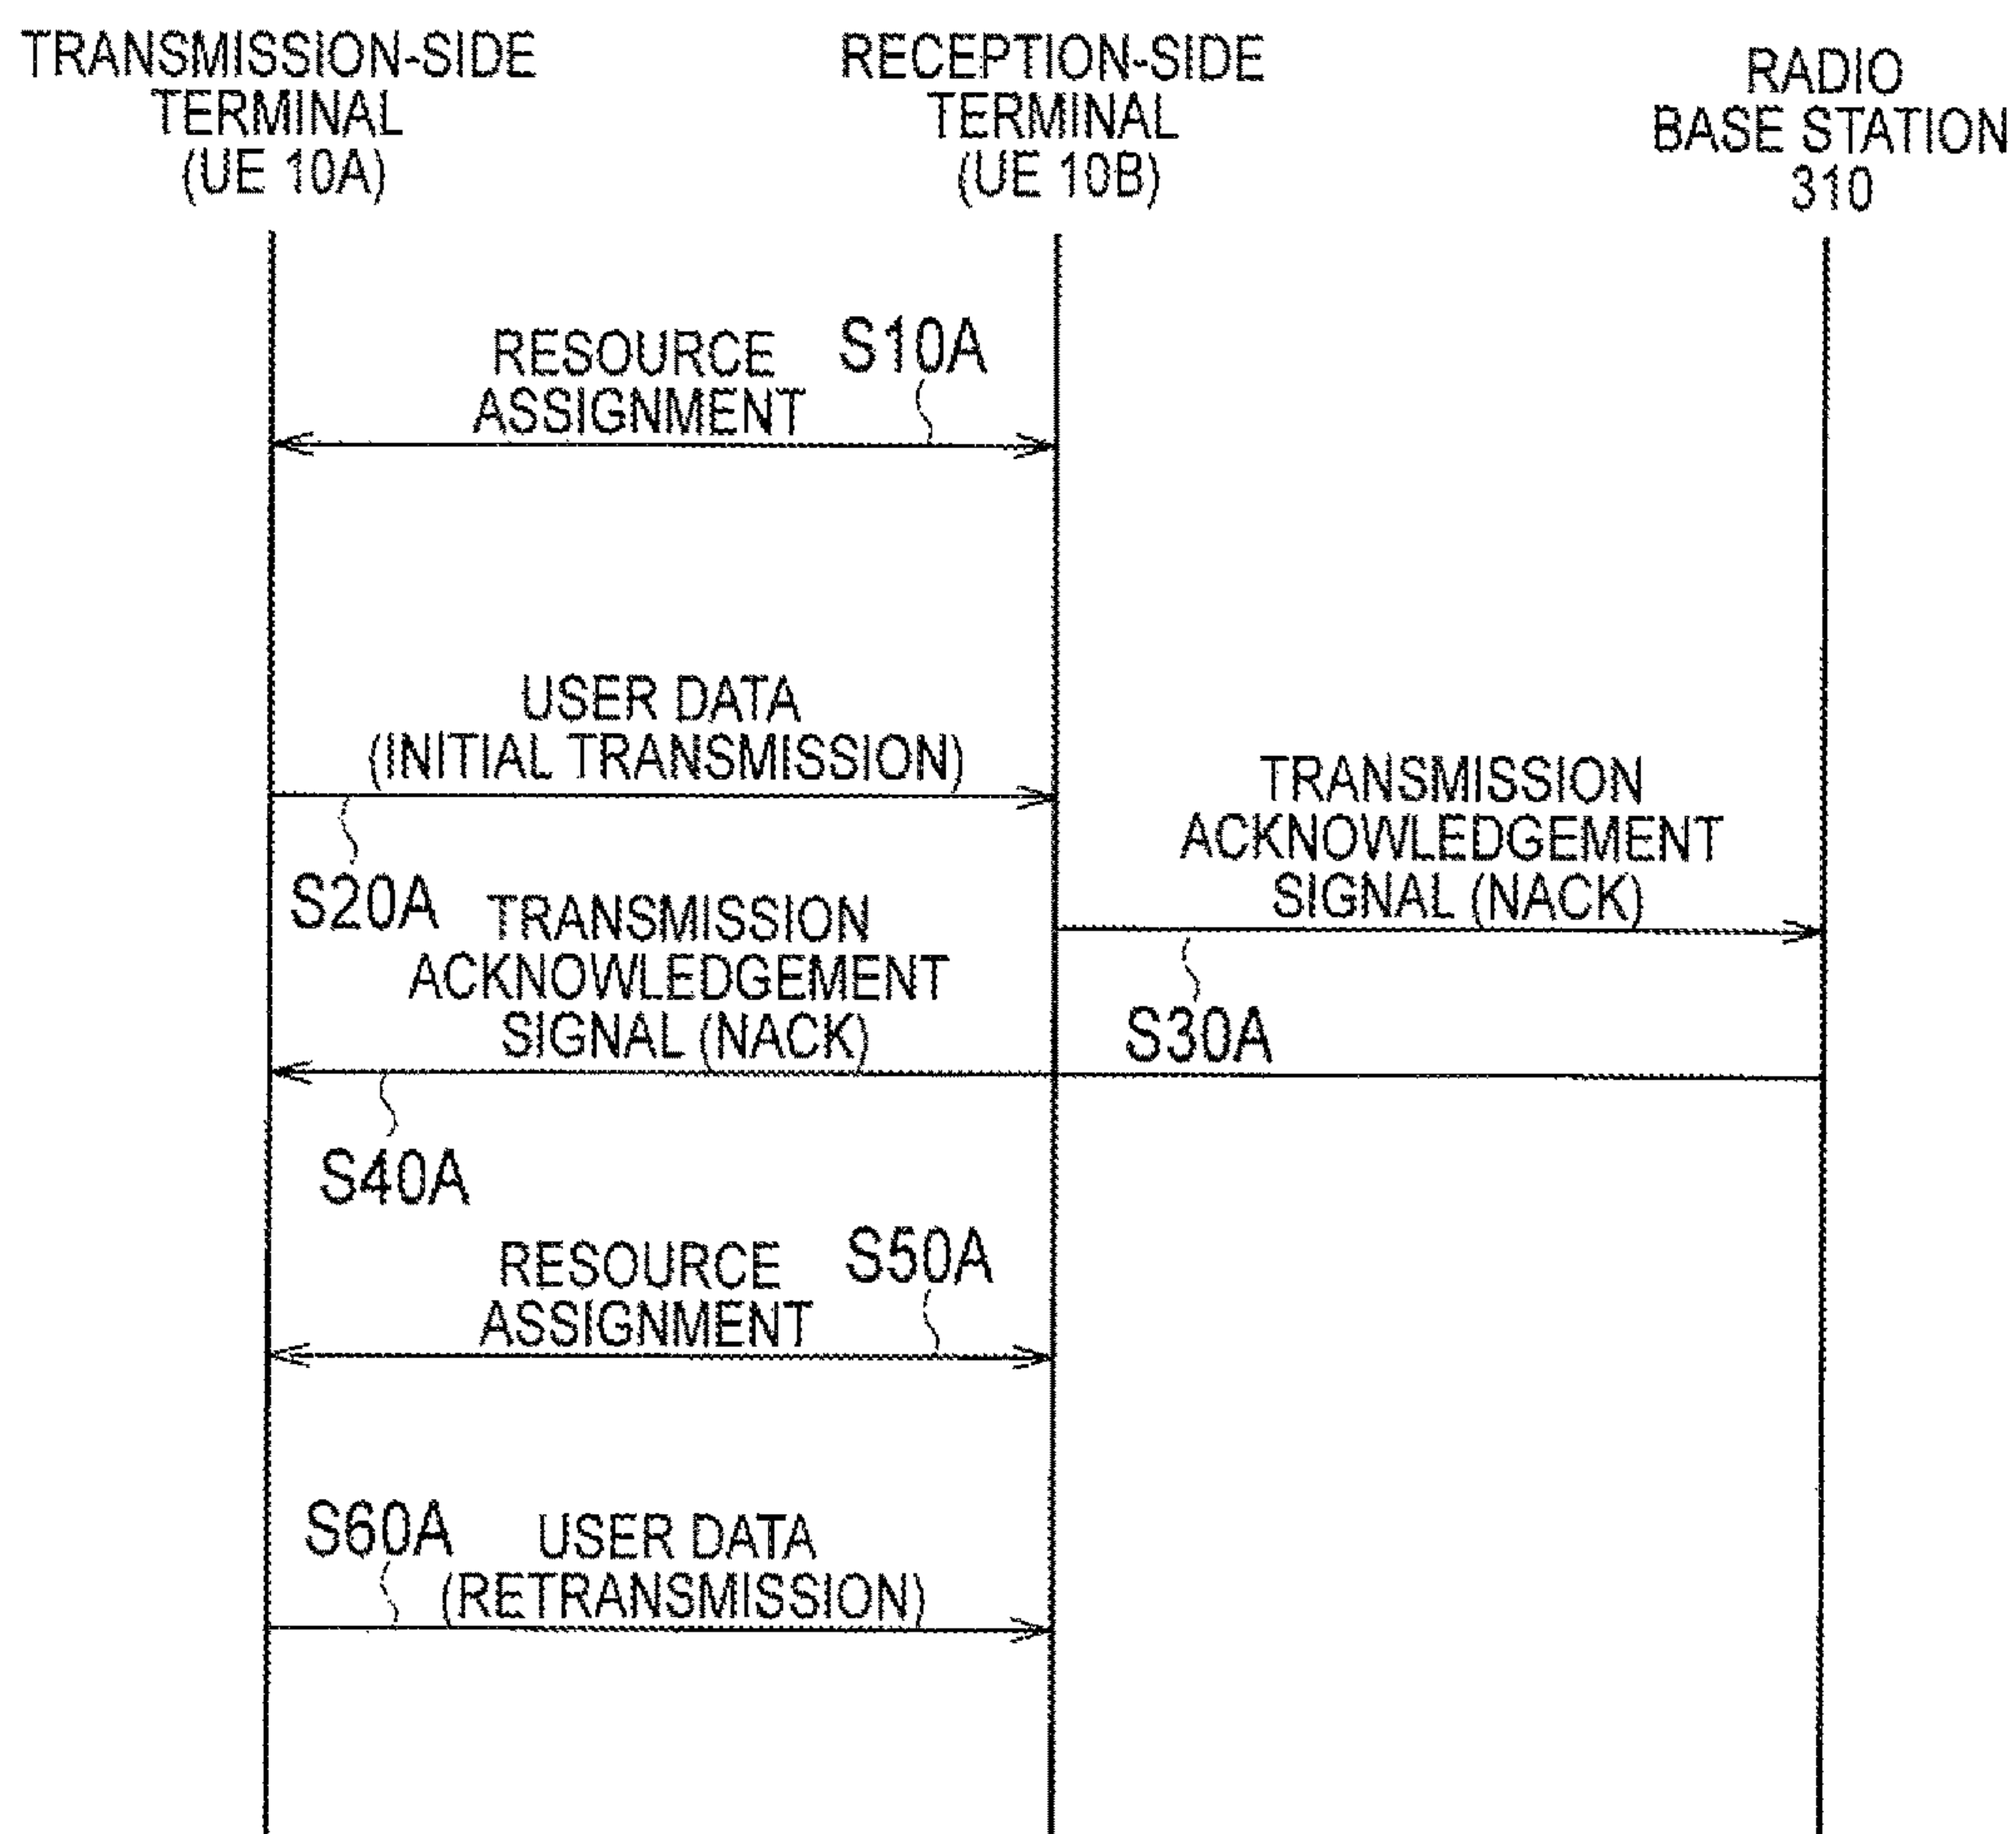 TRANSMISSION-SIDE
TERMINAL
(UE 10A)
RECEPTION-SIDE
TERMINAL
(UE 10B)
RADIO
BASE STATION
310
RESOURCE
ASSIGNMENT
S10A
USER DATA
(INITIAL TRANSMISSION)
S20A
TRANSMISSION
ACKNOWLEDGEMENT
SIGNAL (NACK)
S30A
TRANSMISSION
ACKNOWLEDGEMENT
SIGNAL (NACK)
S40A
RESOURCE
ASSIGNMENT
S50A
S60A
USER DATA
(RETRANSMISSION)